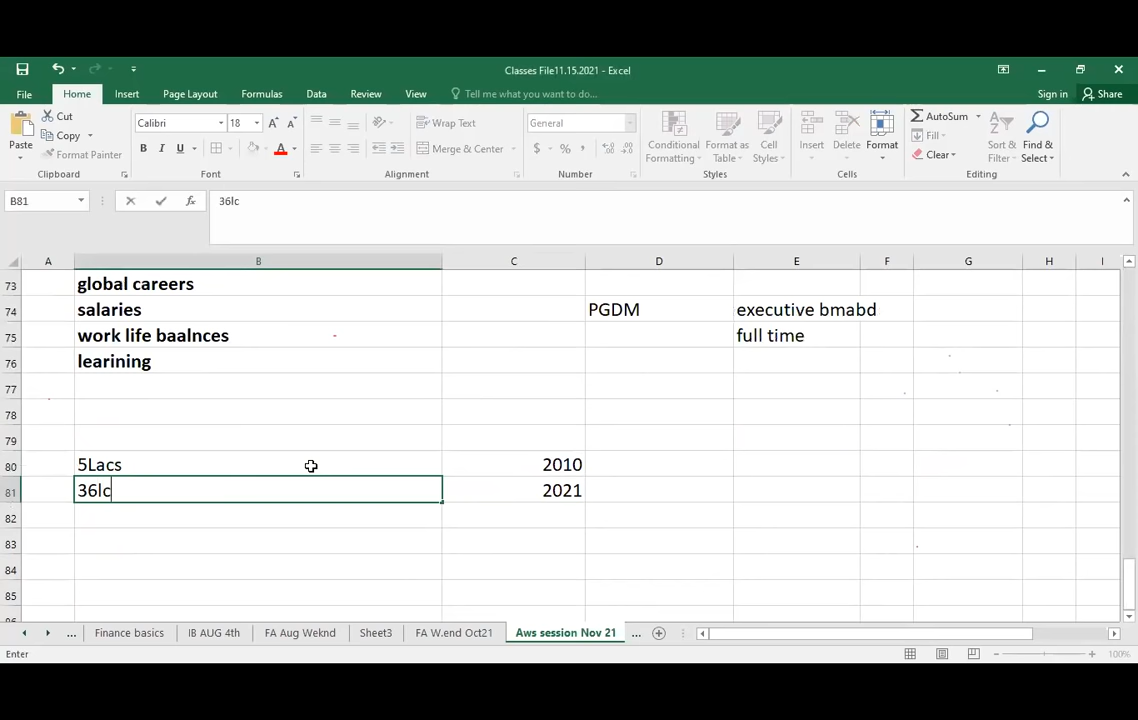 Classes File11.15.2021 - Excel
File Home Insert Page Layout Formulas Data Review View Tell me what you want to do... Sign in Share
Paste Cut Copy Format Painter Clipboard
Calibri 18 A A B I U A Font
Wrap Text Merge & Center Alignment
General $ % , Number
Conditional Formatting Format as Table Cell Styles Styles
Insert Delete Format Cells
AutoSum Fill Clear Sort & Filter Find & Select Editing
B81 fx 36lc
A B C D E F G H I
73 global careers
74 salaries PGDM executive bmabd
75 work life baalnces full time
76 learining
77
78
79
80 5Lacs 2010
81 36lc 2021
82
83
84
85
... Finance basics IB AUG 4th FA Aug Weknd Sheet3 FA W.end Oct21 Aws session Nov 21 ...
Enter 100%